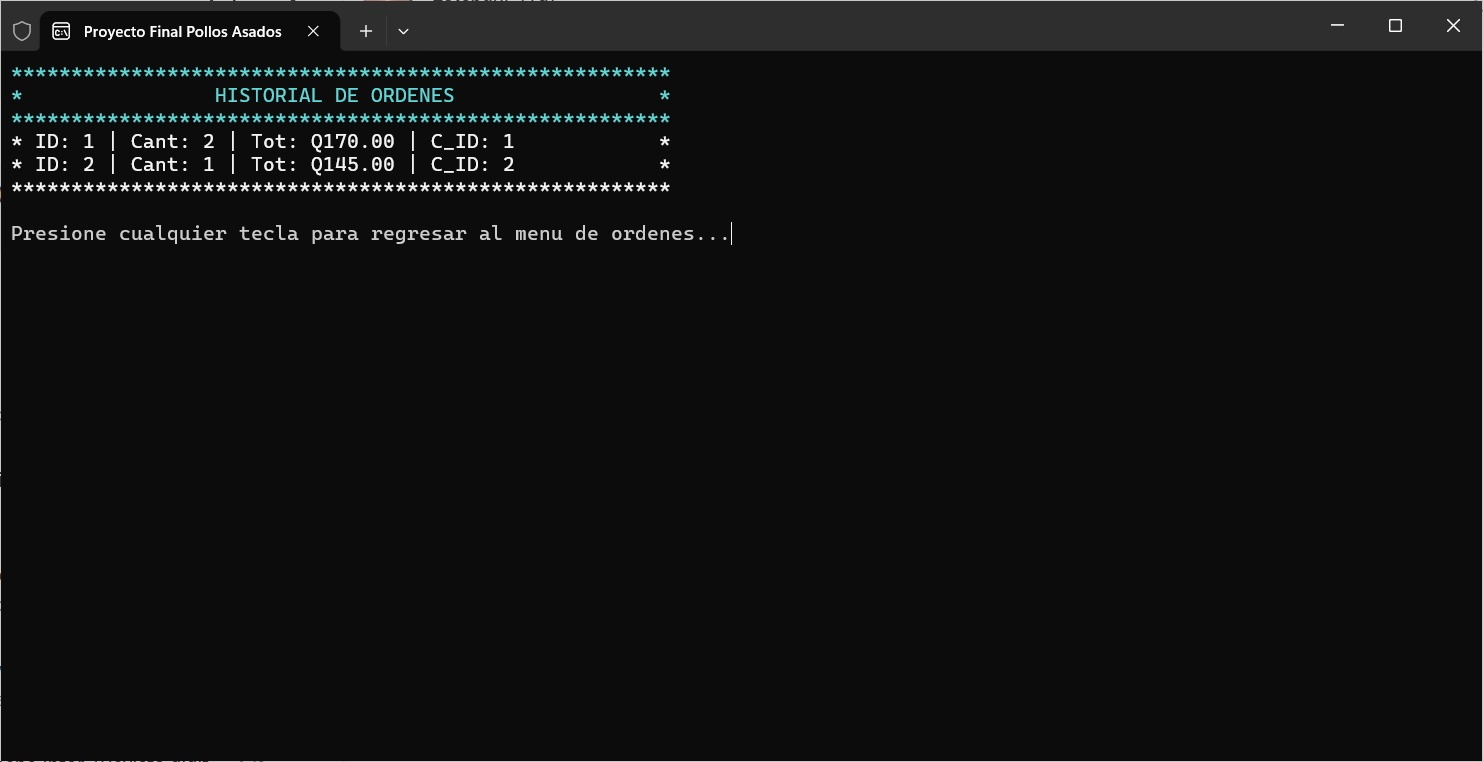 Proyecto Final Pollos Asados
*******************************************************
* HISTORIAL DE ORDENES *
*******************************************************
* ID: 1 | Cant: 2 | Tot: Q170.00 | C_ID: 1 *
* ID: 2 | Cant: 1 | Tot: Q145.00 | C_ID: 2 *
*******************************************************
Presione cualquier tecla para regresar al menu de ordenes...